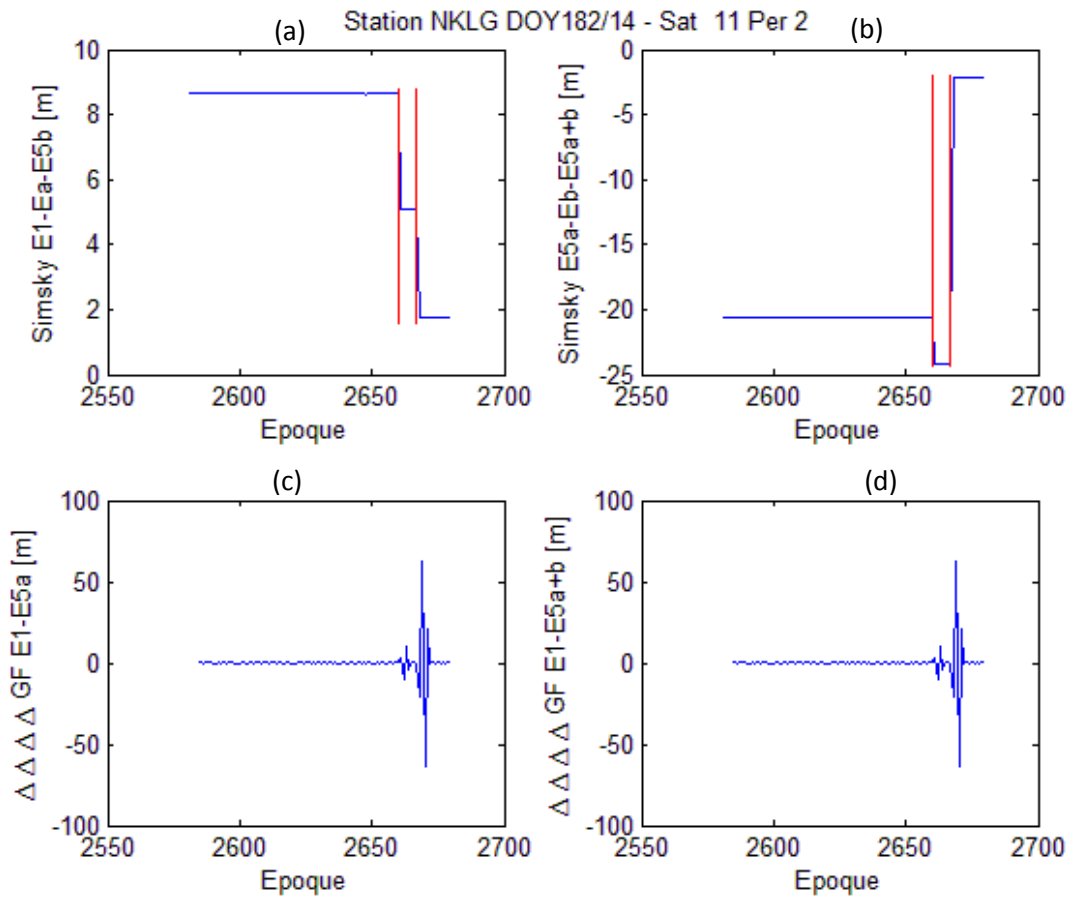 Station NKLG DOY182/14 - Sat 11 Per 2
(a)
10
8
6
4
2
0
Simsky E1-Ea-E5b [m]
2550 2600 2650 2700
Epoque
(b)
0
-5
-10
-15
-20
-25
Simsky E5a-Eb-E5a+b [m]
2550 2600 2650 2700
Epoque
(c)
100
50
0
-50
-100
Δ Δ Δ Δ GF E1-E5a [m]
2550 2600 2650 2700
Epoque
(d)
100
50
0
-50
-100
Δ Δ Δ Δ GF E1-E5a+b [m]
2550 2600 2650 2700
Epoque